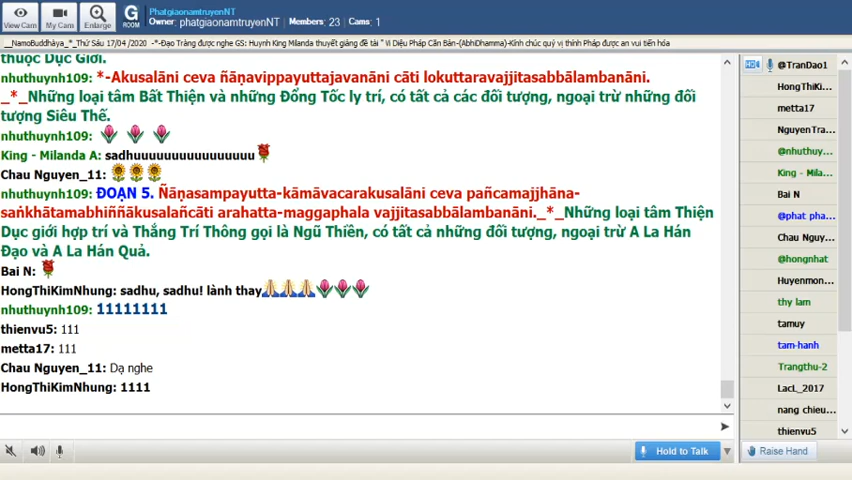 View Cam
My Cam
Enlarge
G ROOM
PhatgiaonamtruyenNT
Owner: phatgiaonamtruyenNT Members: 23 Cams: 1
__NamoBuddhàya_*_Thứ Sáu 17/04 /2020 -*-Đạo Tràng được nghe GS: Huynh King Milanda thuyết giảng đề tài " Vi Diệu Pháp Căn Bản-(AbhiDhamma)-Kính chúc quý vị thính Pháp được an vui tiến hóa
thuộc Dục Giới.
nhuthuynh109: *-Akusalāni ceva ñāṇavippayuttajavanāni cāti lokuttaravajjitasabbālambanāni.
_*_Những loại tâm Bất Thiện và những Đổng Tốc ly trí, có tất cả các đối tượng, ngoại trừ những đối
tượng Siêu Thế.
nhuthuynh109:
King - Milanda A: sadhuuuuuuuuuuuuuuuuu
Chau Nguyen_11:
nhuthuynh109: ĐOẠN 5. Ñāṇasampayutta-kāmāvacarakusalāni ceva pañcamajjhāna-
saṅkhātamabhiññākusalañcāti arahatta-maggaphala vajjitasabbālambanāni._*_Những loại tâm Thiện
Dục giới hợp trí và Thắng Trí Thông gọi là Ngũ Thiền, có tất cả những đối tượng, ngoại trừ A La Hán
Đạo và A La Hán Quả.
Bai N:
HongThiKimNhung: sadhu, sadhu! lành thay
nhuthuynh109: 11111111
thienvu5: 111
metta17: 111
Chau Nguyen_11: Dạ nghe
HongThiKimNhung: 1111
HD
@TranDao1
HongThiKi...
metta17
NguyenTra...
@nhuthuy...
King - Mila...
Bai N
@phat pha...
Chau Nguy...
@hongnhat
Huyenmon...
thy lam
tamuy
tam-hanh
Trangthu-2
LacL_2017
nang chieu...
thienvu5
Hold to Talk
Raise Hand